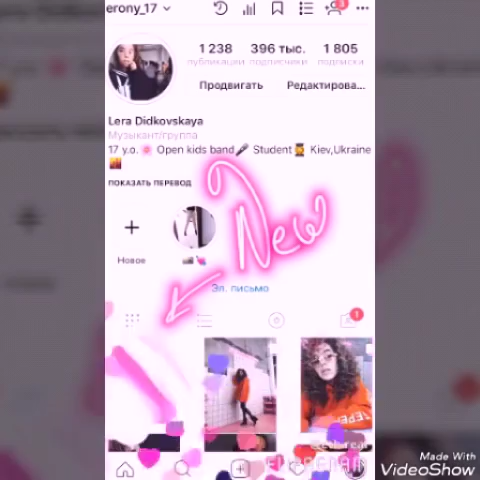 erony_17
1 238 396 тыс. 1 805
публикации подписчики подписки
Продвигать Редактирова...
Lera Didkovskaya
Музыкант/группа
17 y.o.🌸 Open kids band🎤 Student👩‍🎓 Kiev,Ukraine
🌇
ПОКАЗАТЬ ПЕРЕВОД
New
Новое
Эл. письмо
1
Made With
VideoShow